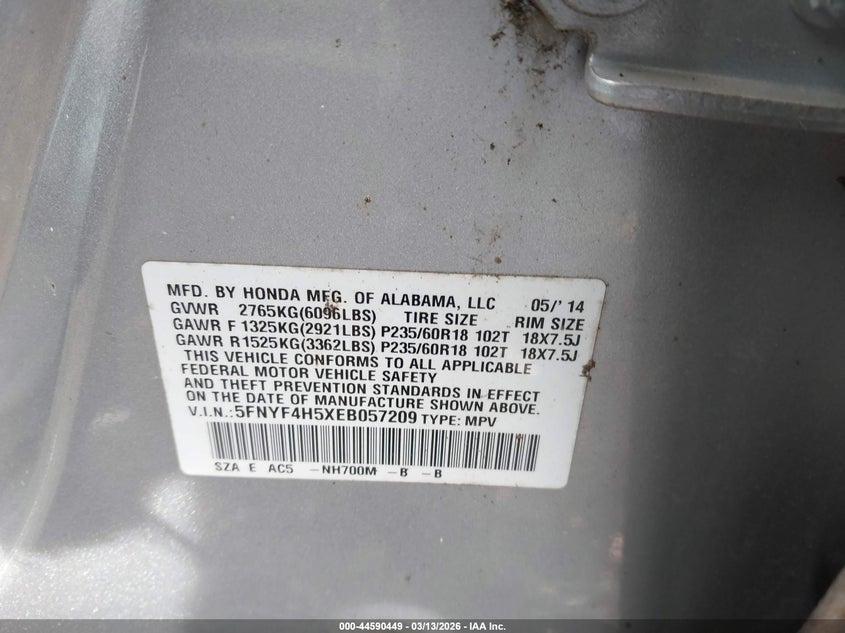 MFD. BY HONDA MFG. OF ALABAMA, LLC 05/' 14
GVWR 2765KG(6096LBS) TIRE SIZE RIM SIZE
GAWR F 1325KG(2921LBS) P235/60R18 102T 18X7.5J
GAWR R1525KG(3362LBS) P235/60R18 102T 18X7.5J
THIS VEHICLE CONFORMS TO ALL APPLICABLE
FEDERAL MOTOR VEHICLE SAFETY
AND THEFT PREVENTION STANDARDS IN EFFECT
ON THE DATE OF MANUFACTURE SHOWN ABOVE.
V.I.N.:5FNYF4H5XEB057209 TYPE: MPV
SZA E AC5 -NH700M -B -B
000-44590449 - 03/13/2026 - IAA Inc.